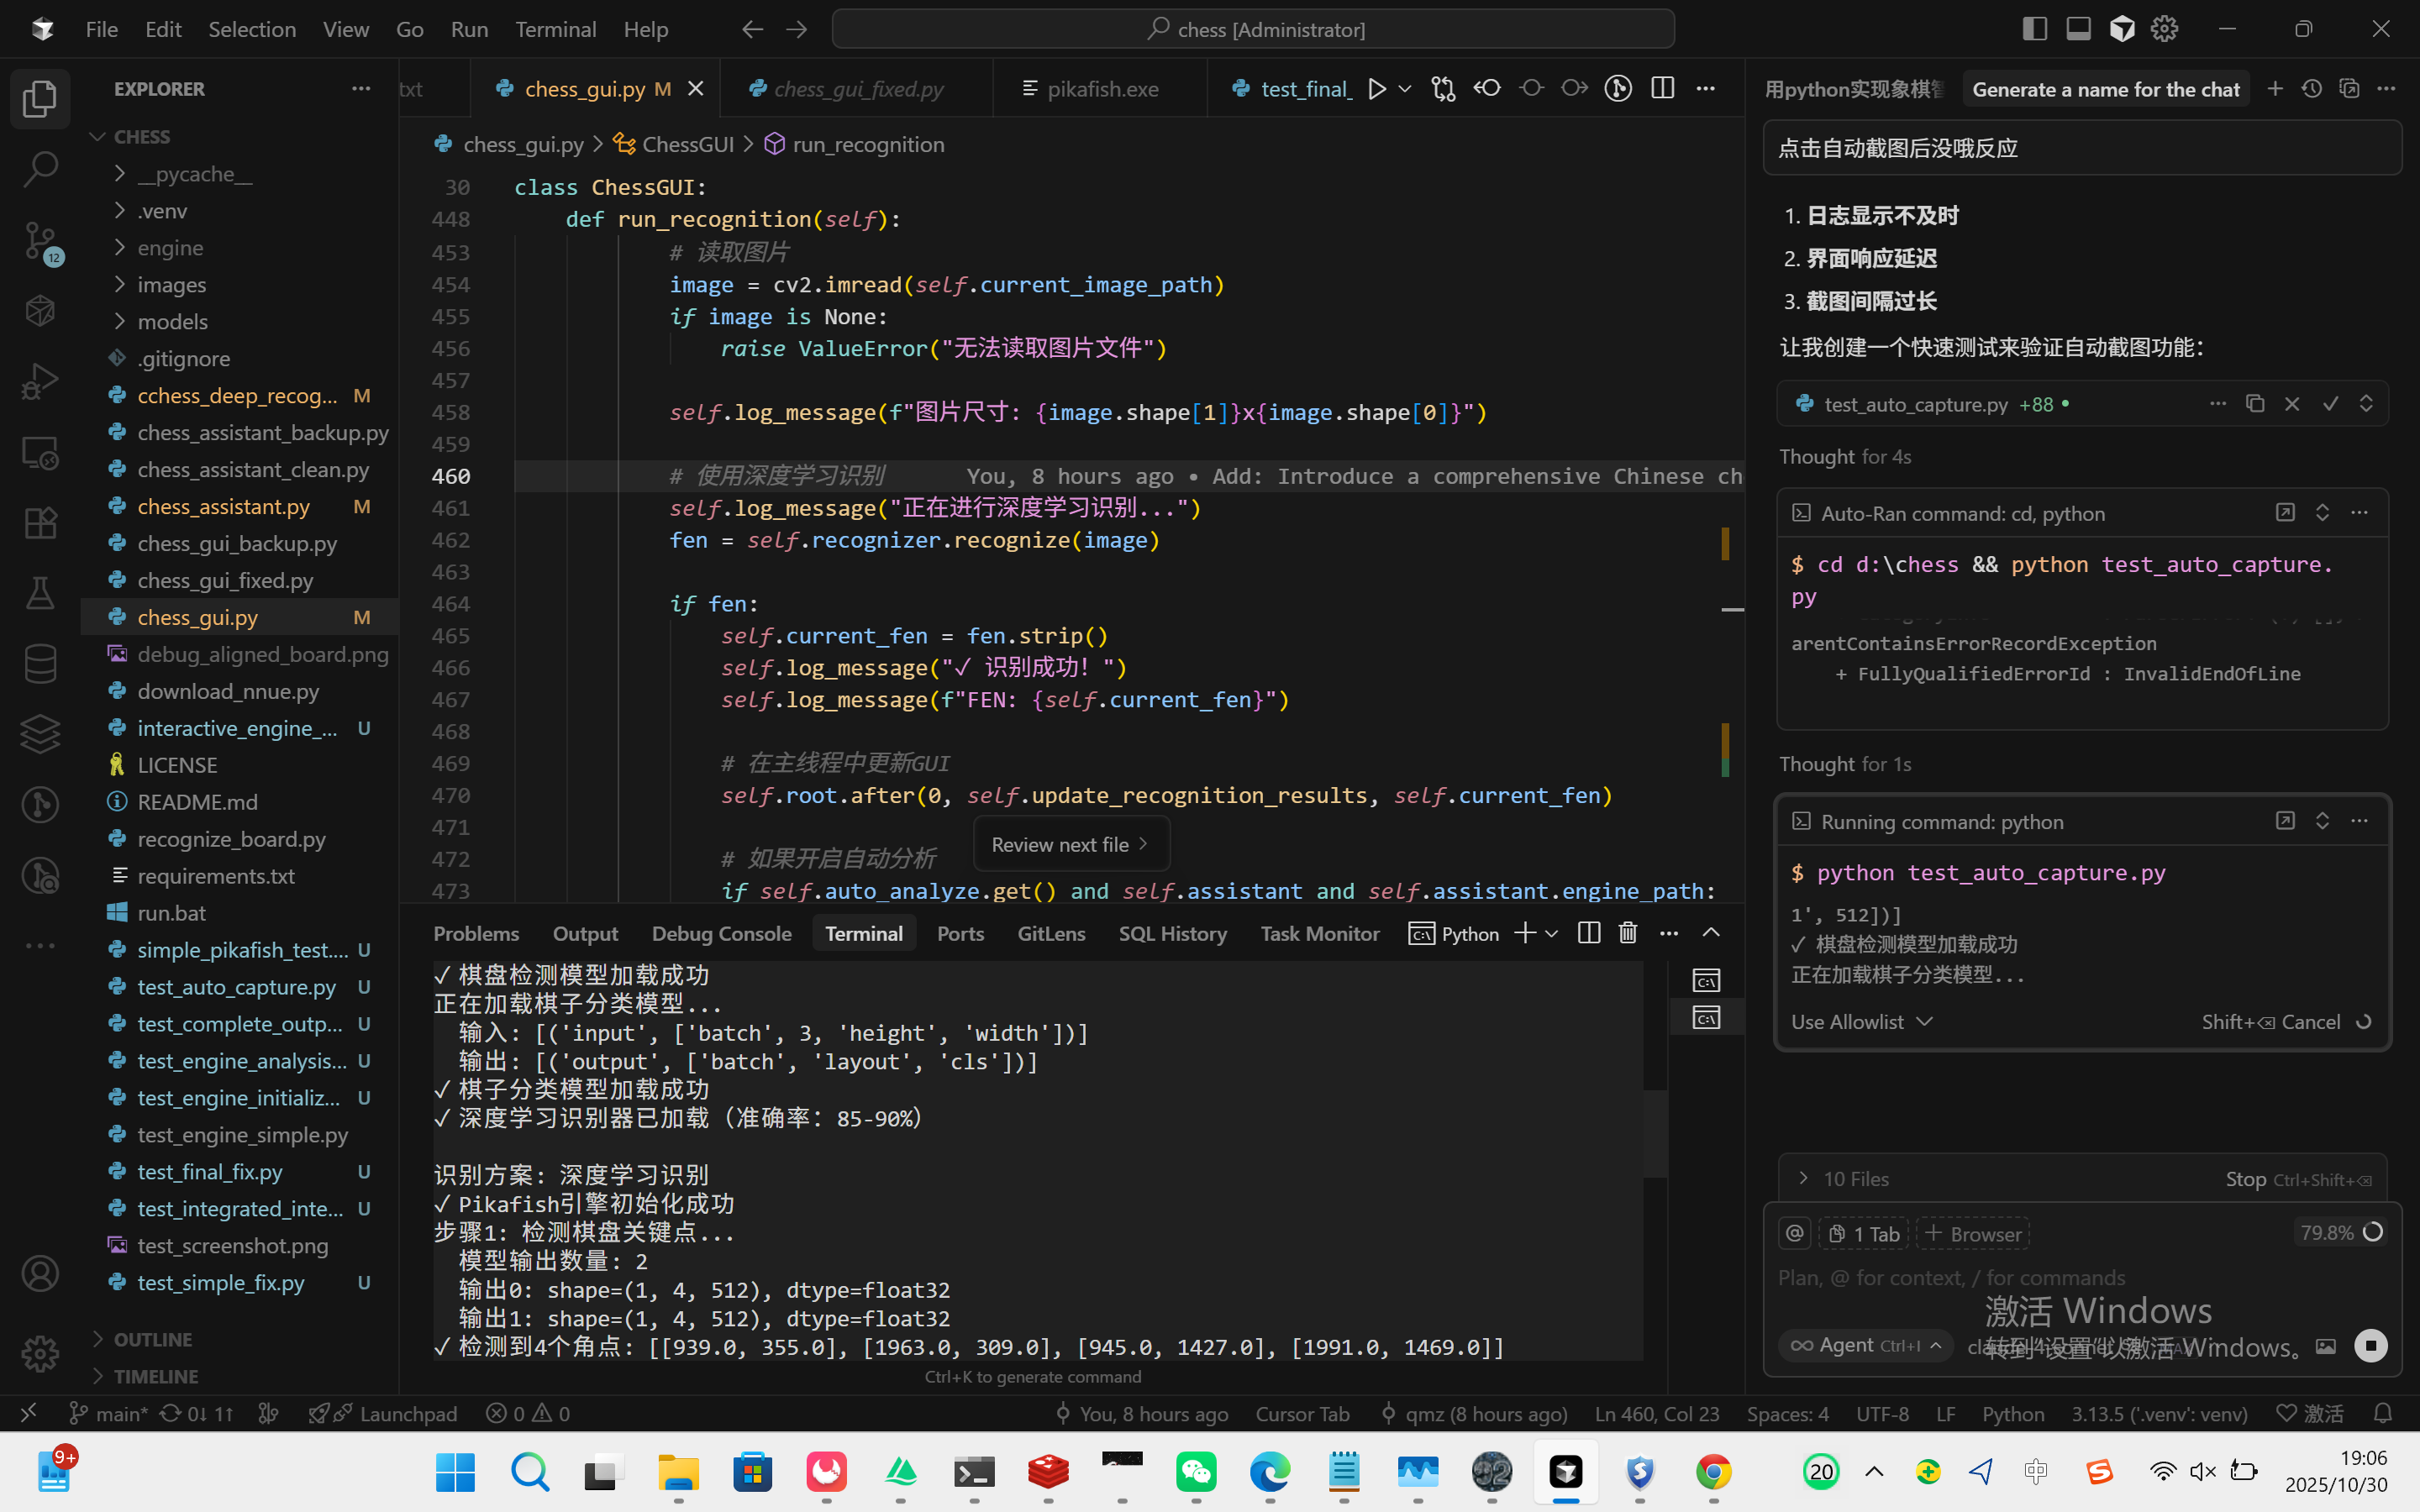 File Edit Selection View Go Run Terminal Help
chess [Administrator]
EXPLORER
CHESS
__pycache__
.venv
engine
images
models
.gitignore
cchess_deep_recog... M
chess_assistant_backup.py
chess_assistant_clean.py
chess_assistant.py M
chess_gui_backup.py
chess_gui_fixed.py
chess_gui.py M
debug_aligned_board.png
download_nnue.py
interactive_engine_... U
LICENSE
README.md
recognize_board.py
requirements.txt
run.bat
simple_pikafish_test.... U
test_auto_capture.py U
test_complete_outp... U
test_engine_analysis... U
test_engine_initializ... U
test_engine_simple.py
test_final_fix.py U
test_integrated_inte... U
test_screenshot.png
test_simple_fix.py U
OUTLINE
TIMELINE
12
txt chess_gui.py M chess_gui_fixed.py pikafish.exe test_final_
chess_gui.py > ChessGUI > run_recognition
30 class ChessGUI:
448 def run_recognition(self):
453 # 读取图片
454 image = cv2.imread(self.current_image_path)
455 if image is None:
456 raise ValueError("无法读取图片文件")
457
458 self.log_message(f"图片尺寸: {image.shape[1]}x{image.shape[0]}")
459
460 # 使用深度学习识别 You, 8 hours ago • Add: Introduce a comprehensive Chinese ch
461 self.log_message("正在进行深度学习识别...")
462 fen = self.recognizer.recognize(image)
463
464 if fen:
465 self.current_fen = fen.strip()
466 self.log_message("✓ 识别成功！")
467 self.log_message(f"FEN: {self.current_fen}")
468
469 # 在主线程中更新GUI
470 self.root.after(0, self.update_recognition_results, self.current_fen)
471
Review next file
472 # 如果开启自动分析
473 if self.auto_analyze.get() and self.assistant and self.assistant.engine_path:
Problems Output Debug Console Terminal Ports GitLens SQL History Task Monitor Python
✓ 棋盘检测模型加载成功
正在加载棋子分类模型...
输入: [('input', ['batch', 3, 'height', 'width'])]
输出: [('output', ['batch', 'layout', 'cls'])]
✓ 棋子分类模型加载成功
✓ 深度学习识别器已加载（准确率: 85-90%）
识别方案: 深度学习识别
✓ Pikafish引擎初始化成功
步骤1: 检测棋盘关键点...
模型输出数量: 2
输出0: shape=(1, 4, 512), dtype=float32
输出1: shape=(1, 4, 512), dtype=float32
✓ 检测到4个角点: [[939.0, 355.0], [1963.0, 309.0], [945.0, 1427.0], [1991.0, 1469.0]]
Ctrl+K to generate command
用python实现象棋智 Generate a name for the chat
点击自动截图后没哦反应
1. 日志显示不及时
2. 界面响应延迟
3. 截图间隔过长
让我创建一个快速测试来验证自动截图功能：
test_auto_capture.py +88
Thought for 4s
Auto-Ran command: cd, python
$ cd d:\chess && python test_auto_capture.
py
arentContainsErrorRecordException
+ FullyQualifiedErrorId : InvalidEndOfLine
Thought for 1s
Running command: python
$ python test_auto_capture.py
1', 512])]
✓ 棋盘检测模型加载成功
正在加载棋子分类模型...
Use Allowlist Shift+⌫ Cancel
10 Files Stop Ctrl+Shift+⌫
@ 1 Tab + Browser 79.8%
Plan, @ for context, / for commands
激活 Windows
Agent Ctrl+I
转到"设置"以激活 Windows。
main* 0↓ 1↑ Launchpad 0 0 You, 8 hours ago Cursor Tab qmz (8 hours ago) Ln 460, Col 23 Spaces: 4 UTF-8 LF Python 3.13.5 ('.venv': venv) 激活
9+
20
中
19:06
2025/10/30